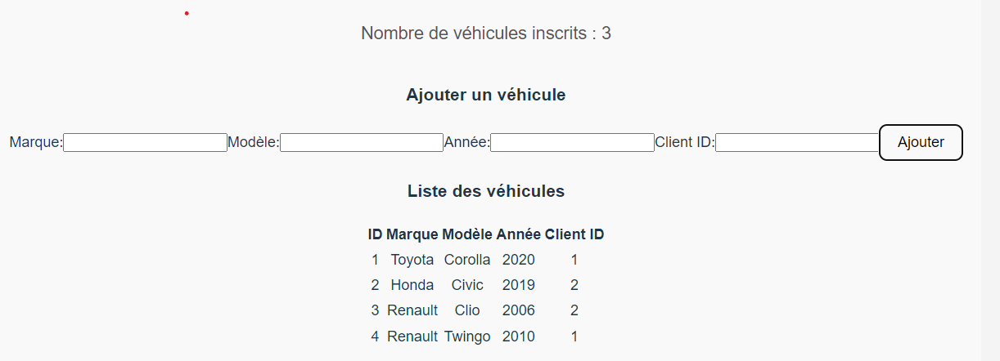 Nombre de véhicules inscrits : 3
Ajouter un véhicule
Marque: Modèle: Année: Client ID: Ajouter
Liste des véhicules
ID Marque Modèle Année Client ID
1 Toyota Corolla 2020 1
2 Honda Civic 2019 2
3 Renault Clio 2006 2
4 Renault Twingo 2010 1